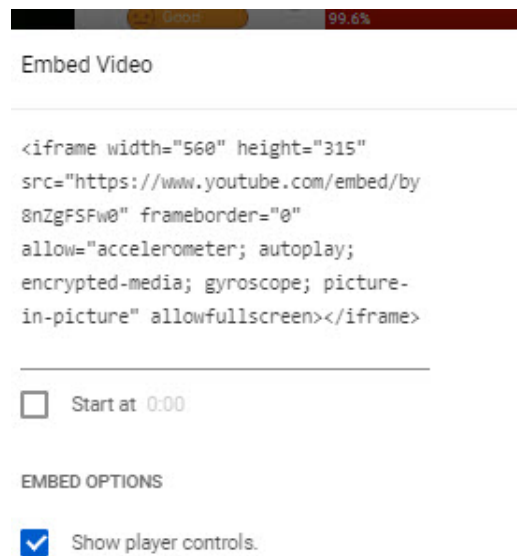 Good
99.6%
Embed Video
<iframe width="560" height="315"
src="https://www.youtube.com/embed/by
8nZgFSFw0" frameborder="0"
allow="accelerometer; autoplay;
encrypted-media; gyroscope; picture-
in-picture" allowfullscreen></iframe>
Start at 0:00
EMBED OPTIONS
Show player controls.